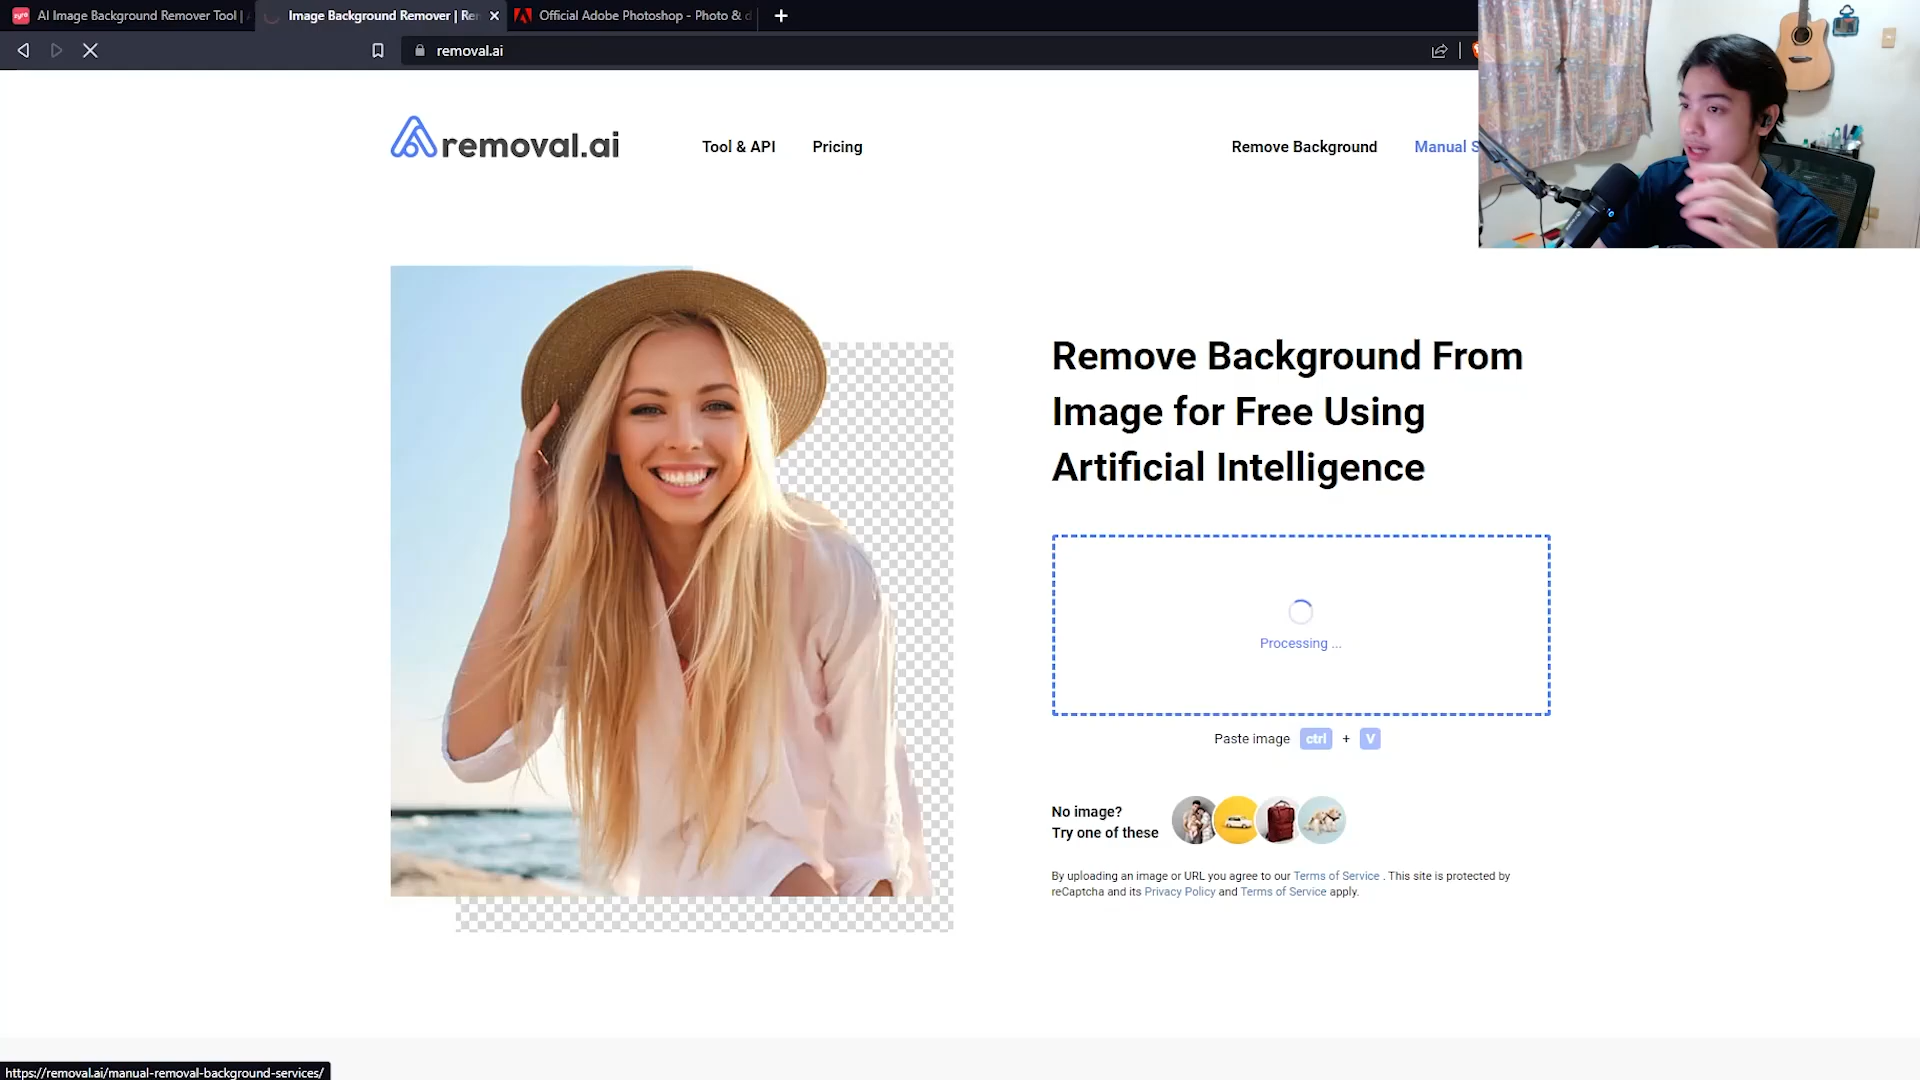 AI Image Background Remover Tool |
Image Background Remover | Re
Official Adobe Photoshop - Photo & d
removal.ai
removal.ai
Tool & API
Pricing
Remove Background
Manual S
Remove Background From
Image for Free Using
Artificial Intelligence
Processing ...
Paste image ctrl + V
No image?
Try one of these
By uploading an image or URL you agree to our Terms of Service . This site is protected by
reCaptcha and its Privacy Policy and Terms of Service apply.
https://removal.ai/manual-removal-background-services/